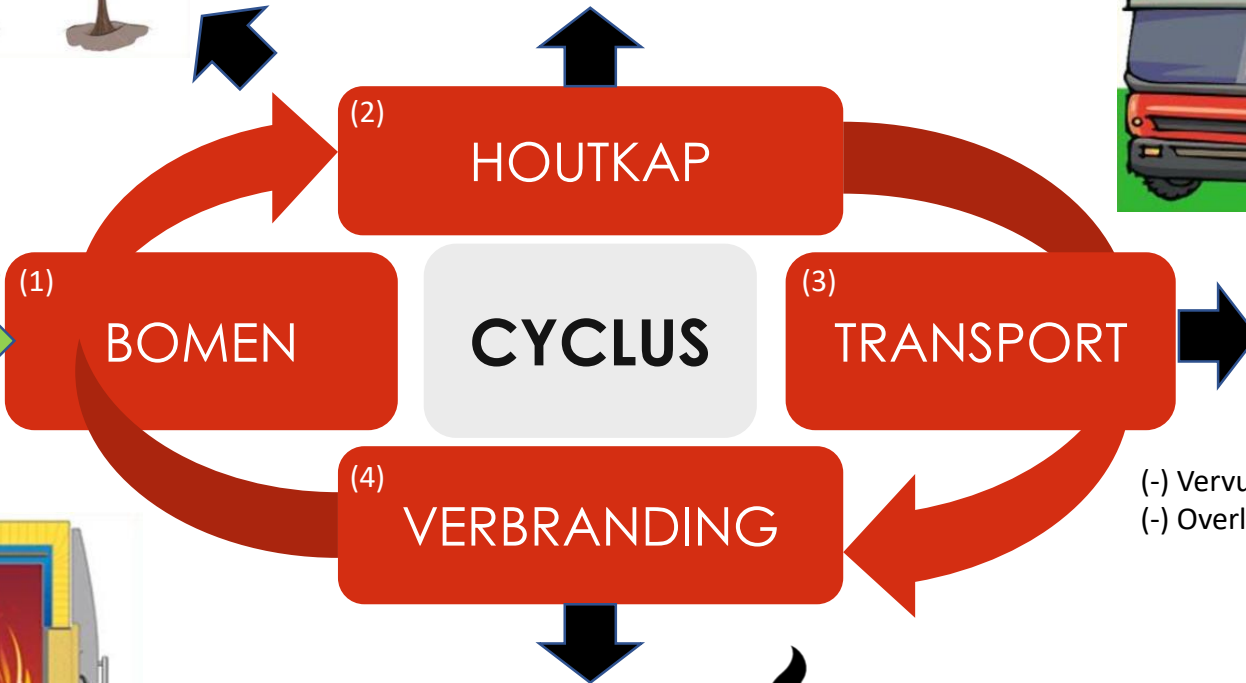 (2)
HOUTKAP
(1)
BOMEN
CYCLUS
(3)
TRANSPORT
(4)
VERBRANDING
(-)
(-)